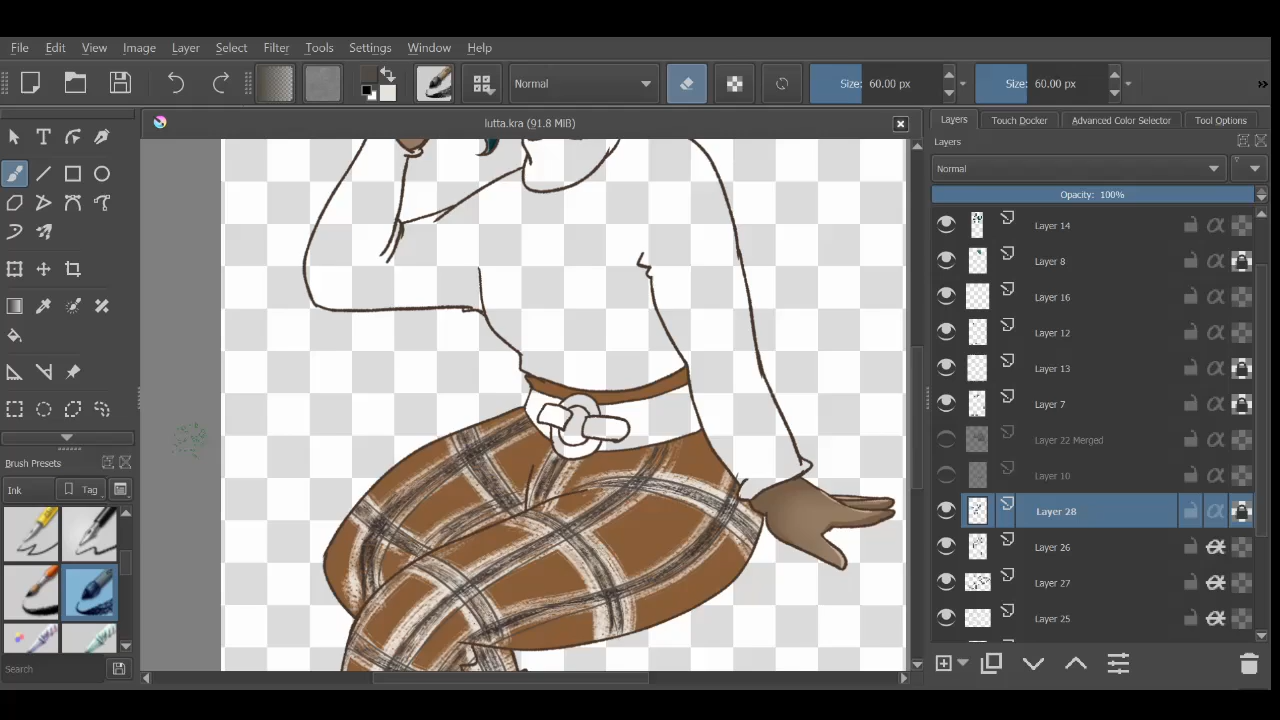 File Edit View Image Layer Select Filter Tools Settings Window Help
Normal Size: 60.00 px Size: 60.00 px »
lutta.kra (91.8 MiB)
Layers Touch Docker Advanced Color Selector Tool Options
Layers
Normal
Opacity: 100%
Layer 14
Layer 8
Layer 16
Layer 12
Layer 13
Layer 7
Layer 22 Merged
Layer 10
Layer 28
Layer 26
Layer 27
Layer 25
Brush Presets
Ink Tag
Search